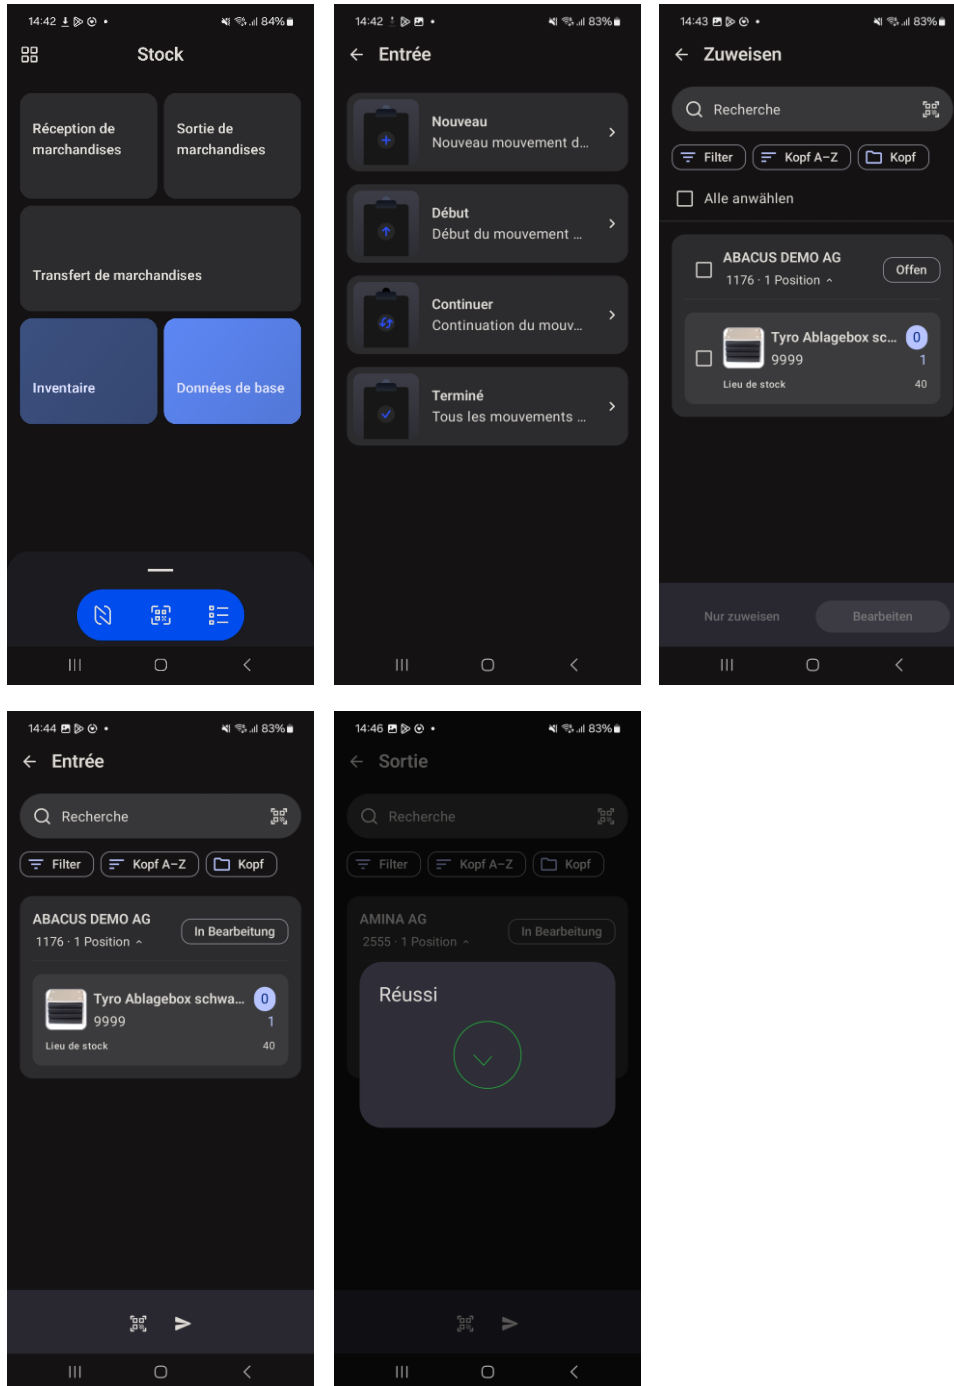 14:42
84%
Stock
Réception de
marchandises
Sortie de
marchandises
Transfert de marchandises
Inventaire
Données de base
14:42
83%
Entrée
Nouveau
Nouveau mouvement d...
Début
Début du mouvement ...
Continuer
Continuation du mouv...
Terminé
Tous les mouvements ...
14:43
83%
Zuweisen
Recherche
Filter
Kopf A–Z
Kopf
Alle anwählen
ABACUS DEMO AG
1176 · 1 Position
Offen
Tyro Ablagebox sc...
0
9999
1
Lieu de stock
40
Nur zuweisen
Bearbeiten
14:44
83%
Entrée
Recherche
Filter
Kopf A–Z
Kopf
ABACUS DEMO AG
1176 · 1 Position
In Bearbeitung
Tyro Ablagebox schwa...
0
9999
1
Lieu de stock
40
14:46
83%
Sortie
Recherche
Filter
Kopf A–Z
Kopf
AMINA AG
2555 · 1 Position
In Bearbeitung
Réussi